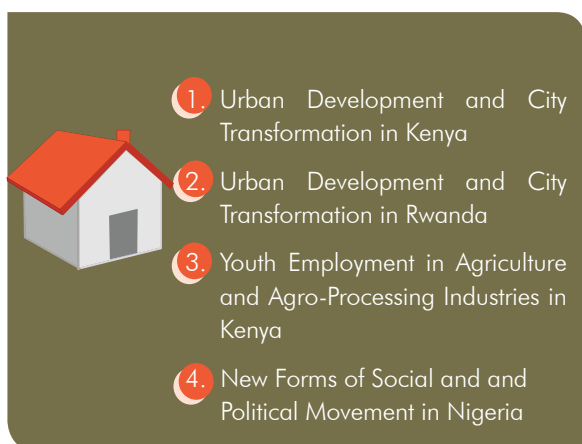 1. Urban Development and City
Transformation in Kenya
2. Urban Development and City
Transformation in Rwanda
3. Youth Employment in Agriculture
and Agro-Processing Industries in
Kenya
4. New Forms of Social and and
Political Movement in Nigeria